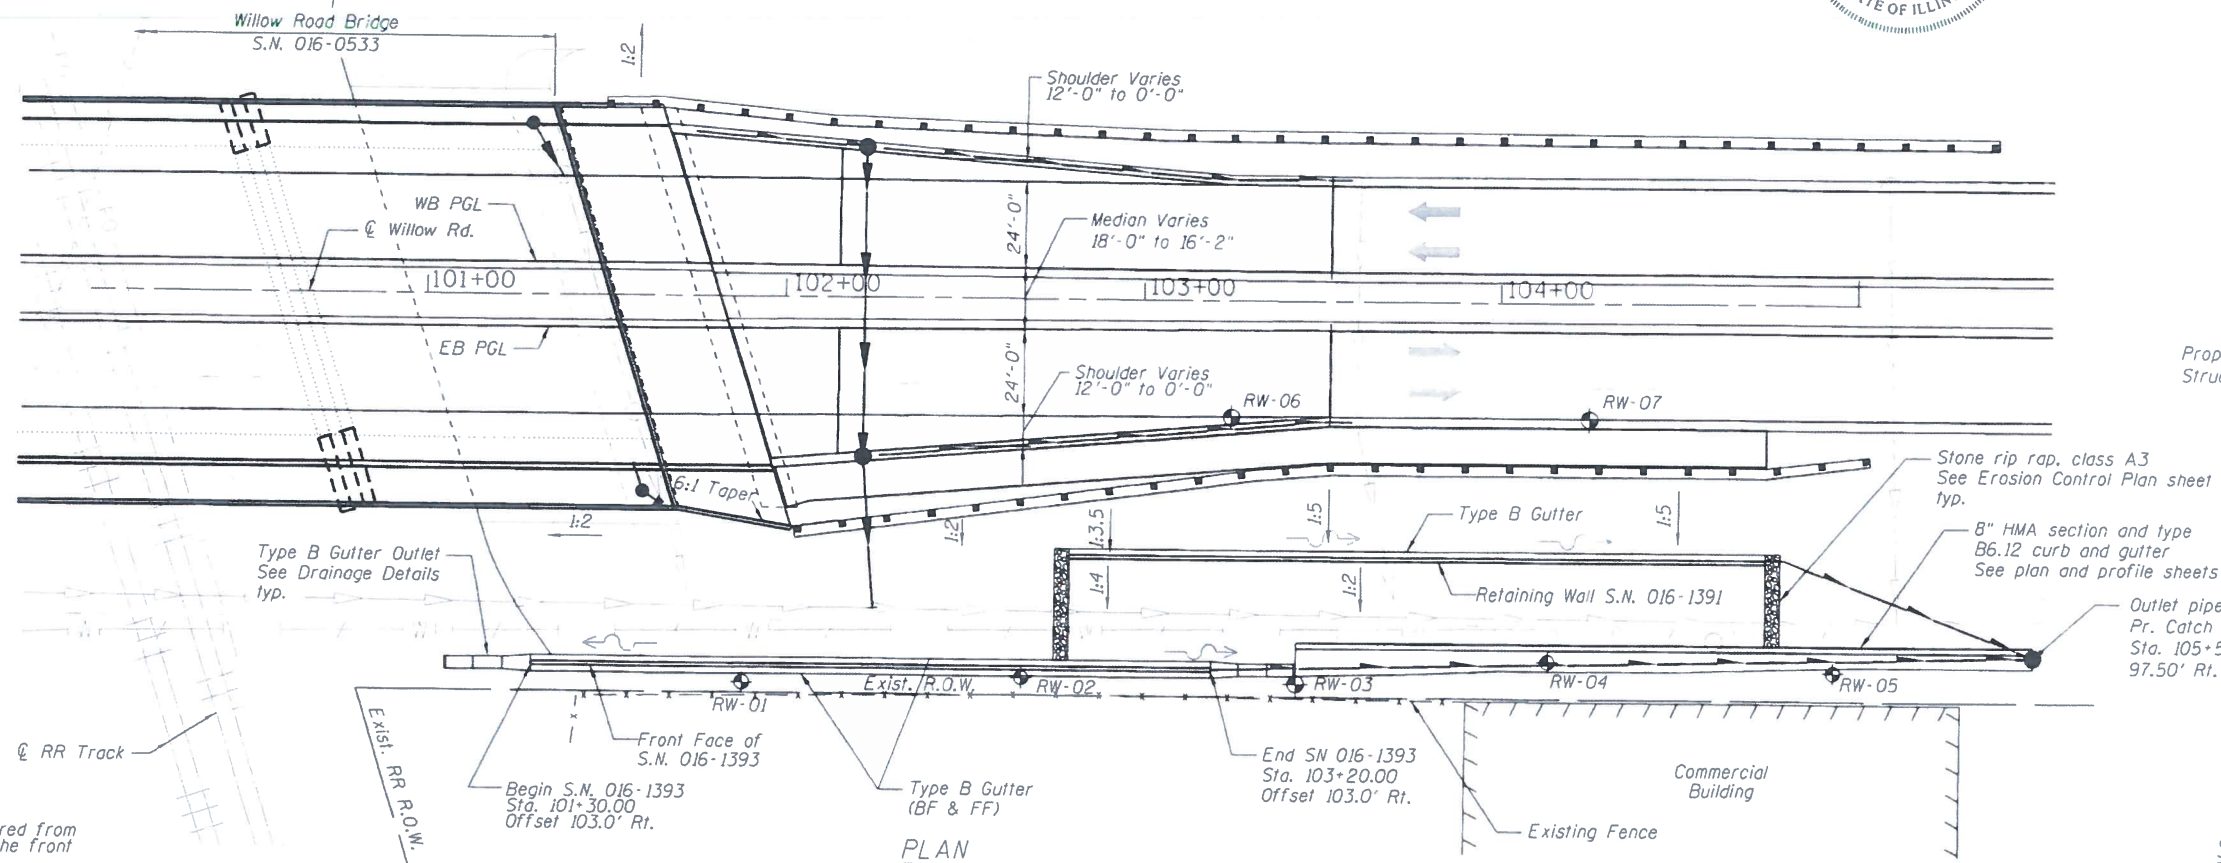 Willow Road Bridge
S.N. 016-0533
1:2
TE OF ILLIN
Shoulder Varies
12'-0" to 0'-0"
WB PGL
℄ Willow Rd.
24'-0"
Median Varies
18'-0" to 16'-2"
101+00
102+00
103+00
104+00
EB PGL
24'-0"
Shoulder Varies
12'-0" to 0'-0"
RW-06
RW-07
Prop
Struc
6:1 Taper
1:2
1:2
1:3.5
1:5
1:5
Type B Gutter
Stone rip rap, class A3
See Erosion Control Plan sheet
typ.
8" HMA section and type
B6.12 curb and gutter
See plan and profile sheets
Type B Gutter Outlet
See Drainage Details
typ.
1:4
1:2
Retaining Wall S.N. 016-1391
Outlet pipe
Pr. Catch
Sta. 105+5
97.50' Rt.
Exist. R.O.W.
RW-01
RW-02
RW-03
RW-04
RW-05
℄ RR Track
Exist. RR R.O.W.
Front Face of
S.N. 016-1393
Begin S.N. 016-1393
Sta. 101+30.00
Offset 103.0' Rt.
Type B Gutter
(BF & FF)
End SN 016-1393
Sta. 103+20.00
Offset 103.0' Rt.
Commercial
Building
Existing Fence
red from
he front
PLAN